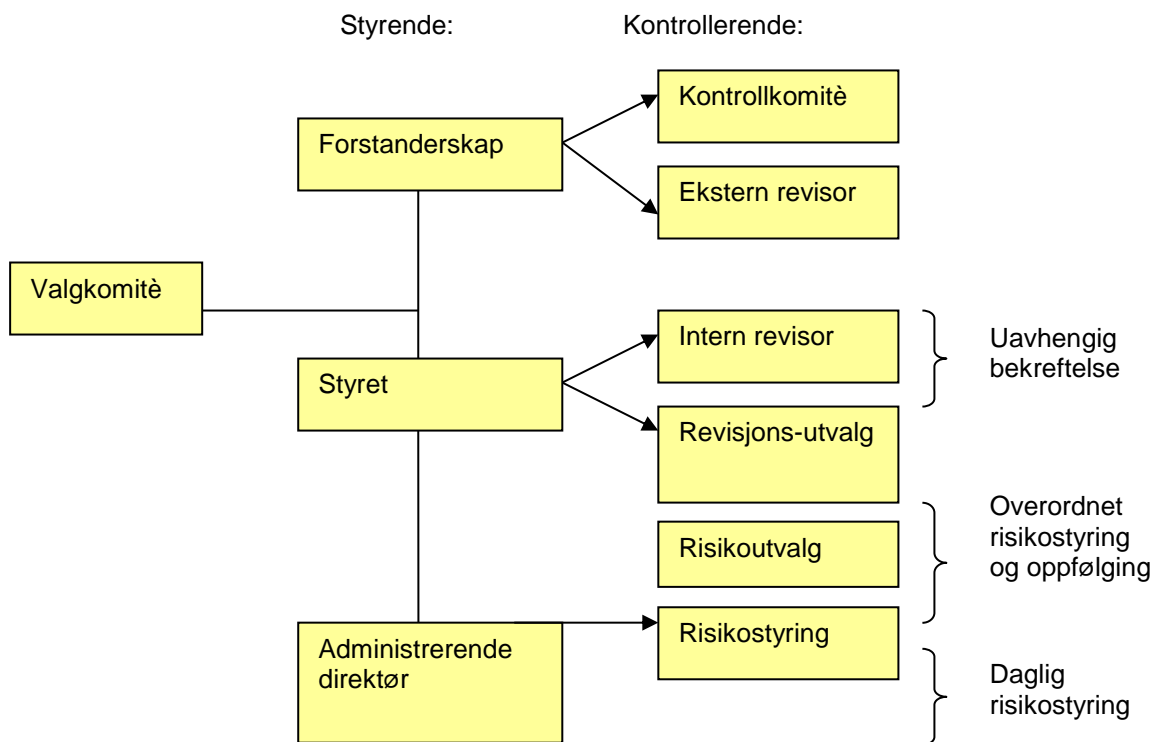 Styrende:
Kontrollerende:
Kontrollkomitè
Forstanderskap
Ekstern revisor
Valgkomitè
Intern revisor
Uavhengig
bekreftelse
Styret
Revisjons-utvalg
Overordnet
risikostyring
og oppfølging
Risikoutvalg
Risikostyring
Administrerende
direktør
Daglig
risikostyring